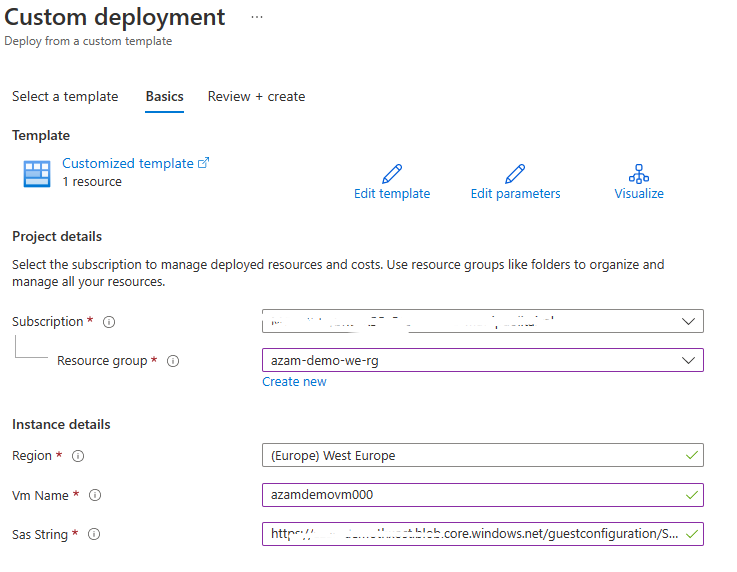 Custom deployment ...
Deploy from a custom template
Select a template Basics Review + create
Template
Customized template
1 resource
Edit template Edit parameters Visualize
Project details
Select the subscription to manage deployed resources and costs. Use resource groups like folders to organize and
manage all your resources.
Subscription *
Resource group * azam-demo-we-rg
Create new
Instance details
Region * (Europe) West Europe
Vm Name * azamdemovm000
Sas String * https:// .blob.core.windows.net/guestconfiguration/S...